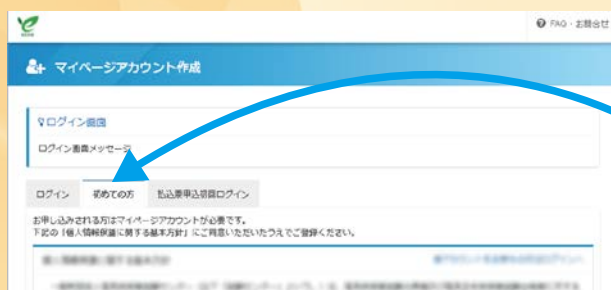 FAQ・お問合せ
マイページアカウント作成
ログイン画面
ログイン画面メッセージ
ログイン 初めての方 払込票申込初回ログイン
お申し込みされる方はマイページアカウントが必要です。
下記の「個人情報保護に関する基本方針」にご同意いただいたうえでご登録ください。